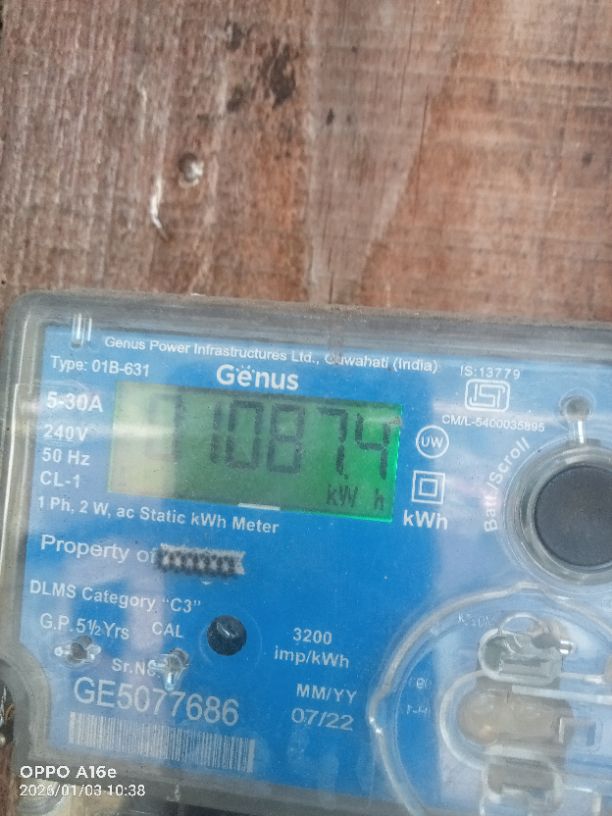 Genus Power Infrastructures Ltd., Guwahati (India)
Type: 01B-631
Genus
IS:13779
CM/L-5400035895
5-30A
240V
50 Hz
CL-1
01087.4
kW h
UW
kWh
Batt/Scroll
1 Ph, 2 W, ac Static kWh Meter
Property of
DLMS Category "C3"
G.P.5½Yrs
CAL
3200
imp/kWh
Sr.No
GE5077686
MM/YY
07/22
OPPO A16e
2026/01/03 10:38